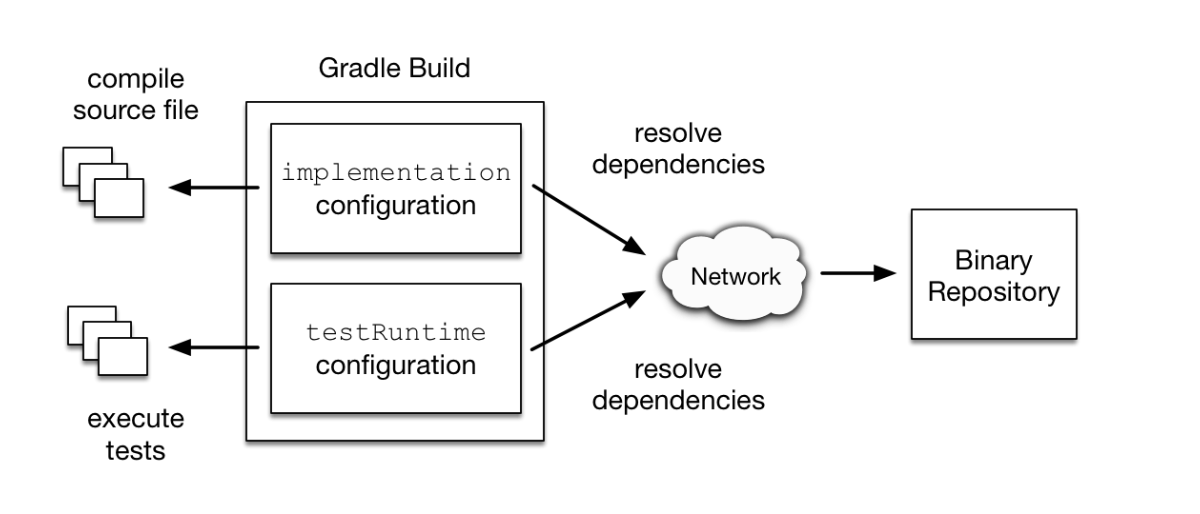 compile
source file
Gradle Build
implementation
configuration
testRuntime
configuration
execute
tests
resolve
dependencies
Network
resolve
dependencies
Binary
Repository